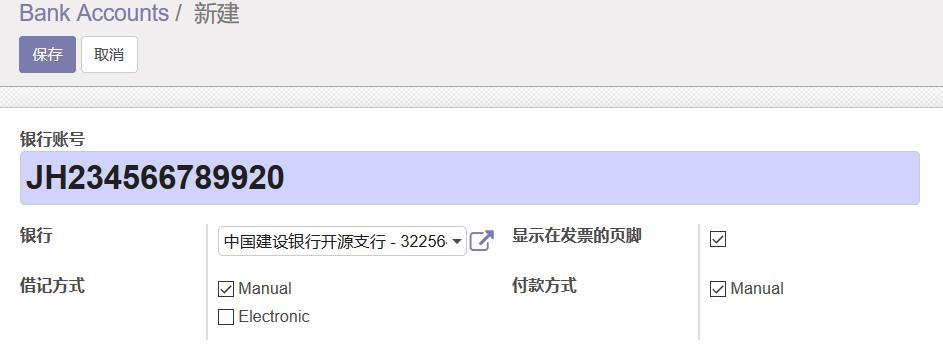 Bank Accounts / 新建
保存 取消
银行账号
JH234566789920
银行 中国建设银行开源支行 - 32256 显示在发票的页脚
借记方式 Manual 付款方式 Manual
Electronic